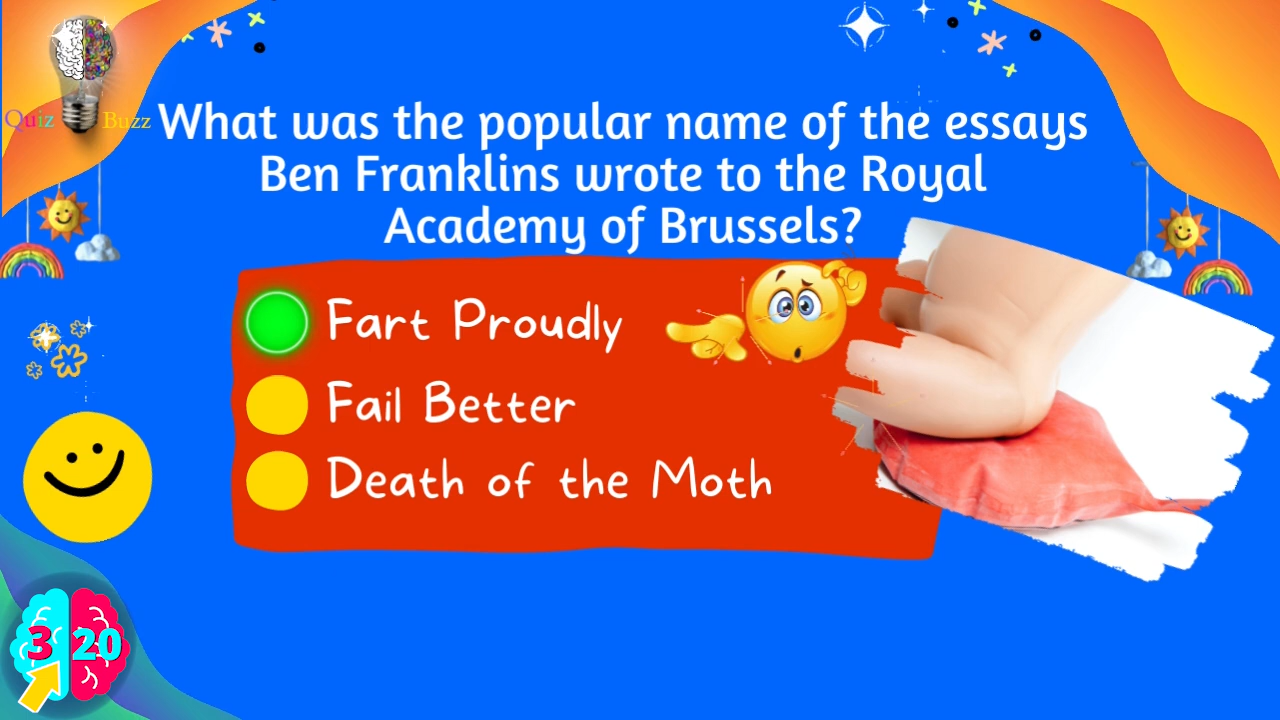 Quiz Buzz
What was the popular name of the essays
Ben Franklins wrote to the Royal
Academy of Brussels?
Fart Proudly
Fail Better
Death of the Moth
3 20